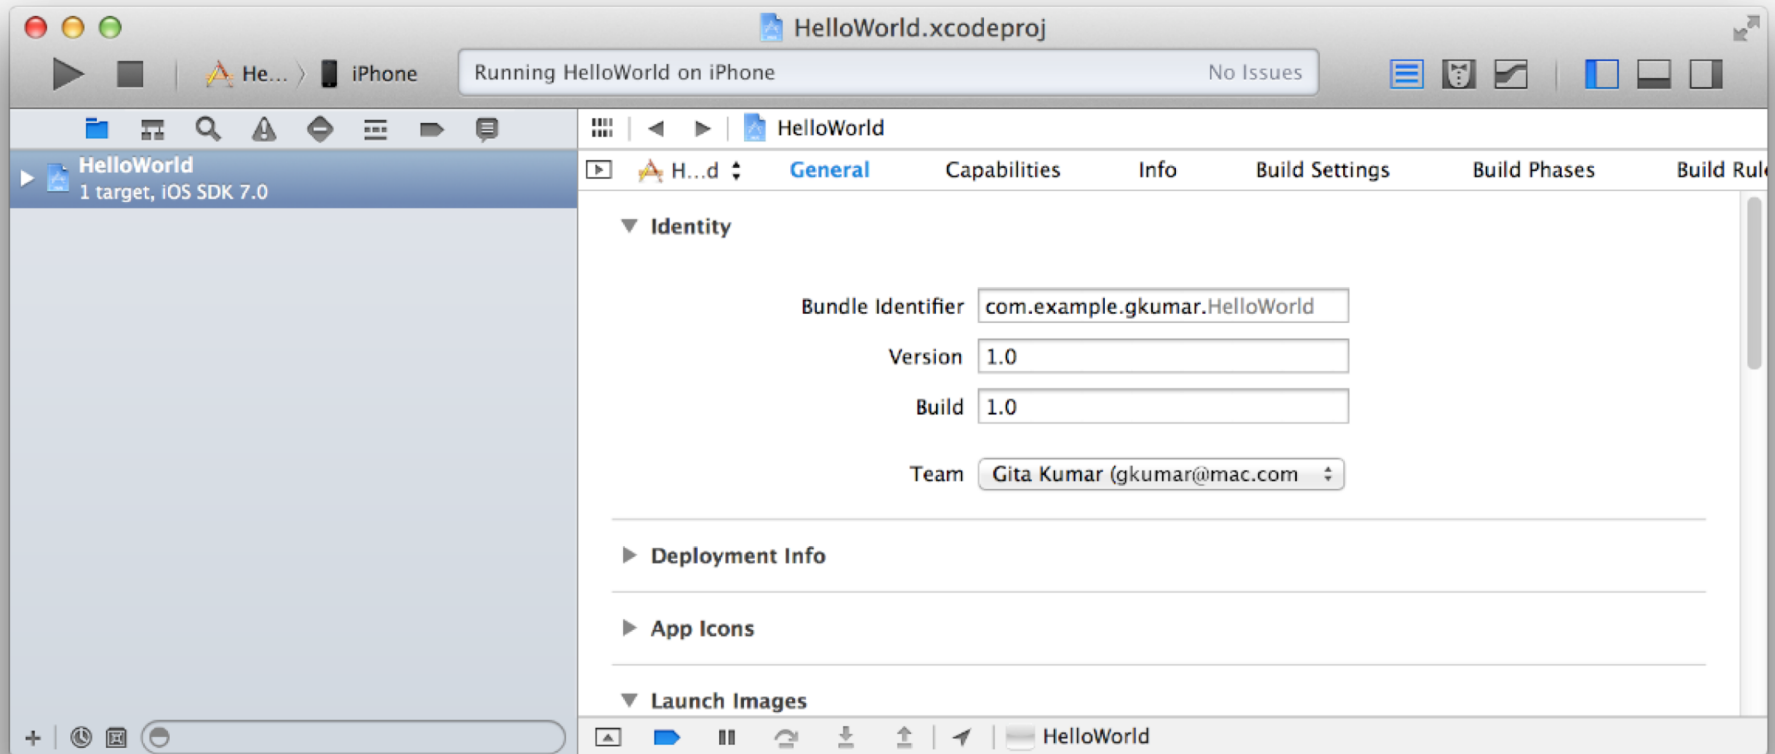 HelloWorld.xcodeproj
He... iPhone
Running HelloWorld on iPhone No Issues
HelloWorld
1 target, iOS SDK 7.0
HelloWorld
H...d General Capabilities Info Build Settings Build Phases Build Rul
Identity
Bundle Identifier com.example.gkumar.HelloWorld
Version 1.0
Build 1.0
Team Gita Kumar (gkumar@mac.com
Deployment Info
App Icons
Launch Images
HelloWorld